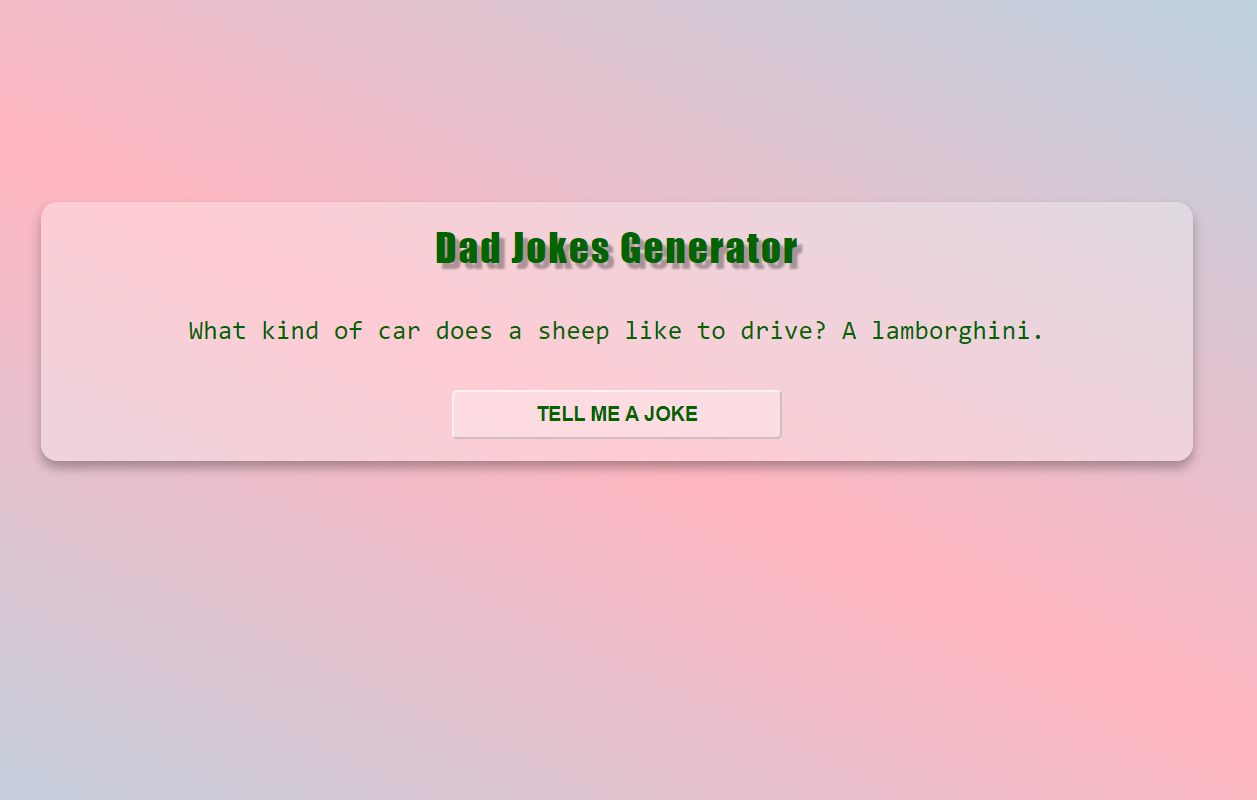 Dad Jokes Generator
What kind of car does a sheep like to drive? A lamborghini.
TELL ME A JOKE